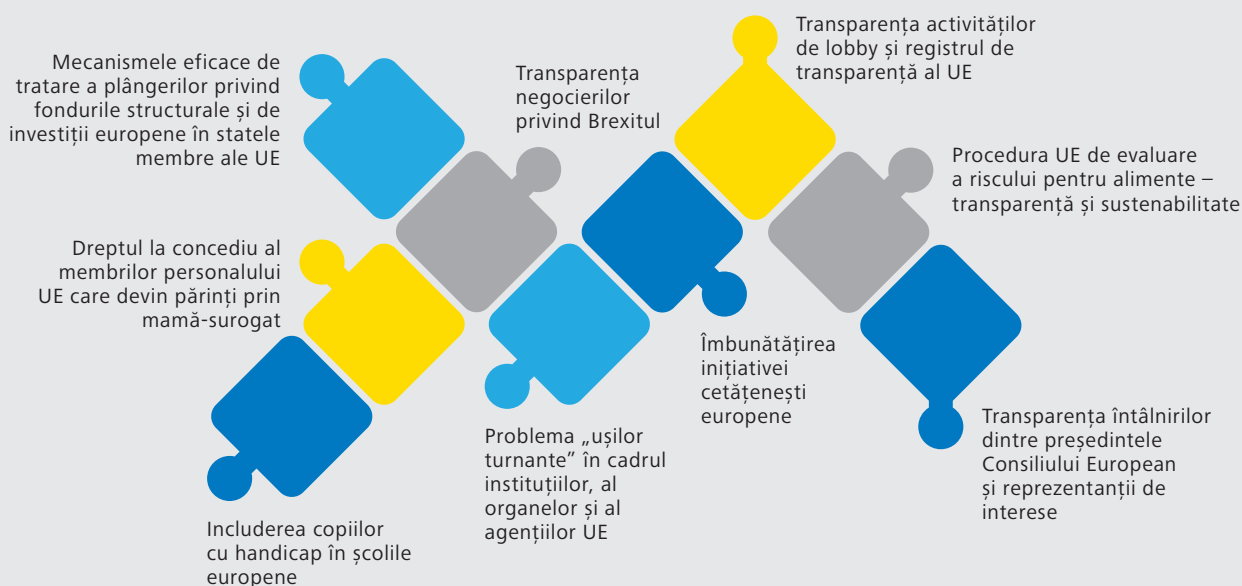 Mecanismele eficace de
tratare a plângerilor privind
fondurile structurale și de
investiții europene în statele
membre ale UE
Transparența
negocierilor
privind Brexitul
Transparența activităților
de lobby și registrul de
transparență al UE
Procedura UE de evaluare
a riscului pentru alimente –
transparență și sustenabilitate
Dreptul la concediu al
membrilor personalului
UE care devin părinți prin
mamă-surogat
Îmbunătățirea
inițiativei
cetățenești
europene
Transparența întâlnirilor
dintre președintele
Consiliului European
și reprezentanții de
interese
Problema „ușilor
turnante” în cadrul
instituțiilor, al
organelor și al
agențiilor UE
Includerea copiilor
cu handicap în școlile
europene